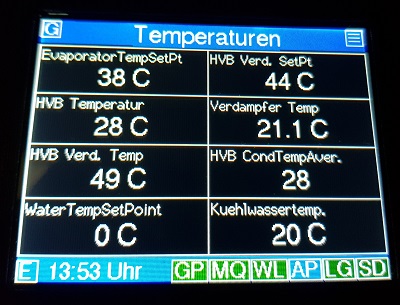 G Temperaturen
EvaporatorTempSetPt HVB Verd. SetPt
38 C 44 C
HVB Temperatur Verdampfer Temp
28 C 21.1 C
HVB Verd. Temp HVB CondTempAver.
49 C 28
WaterTempSetPoint Kuehlwassertemp.
0 C 20 C
E 13:53 Uhr GP MQ WL AP LG SD